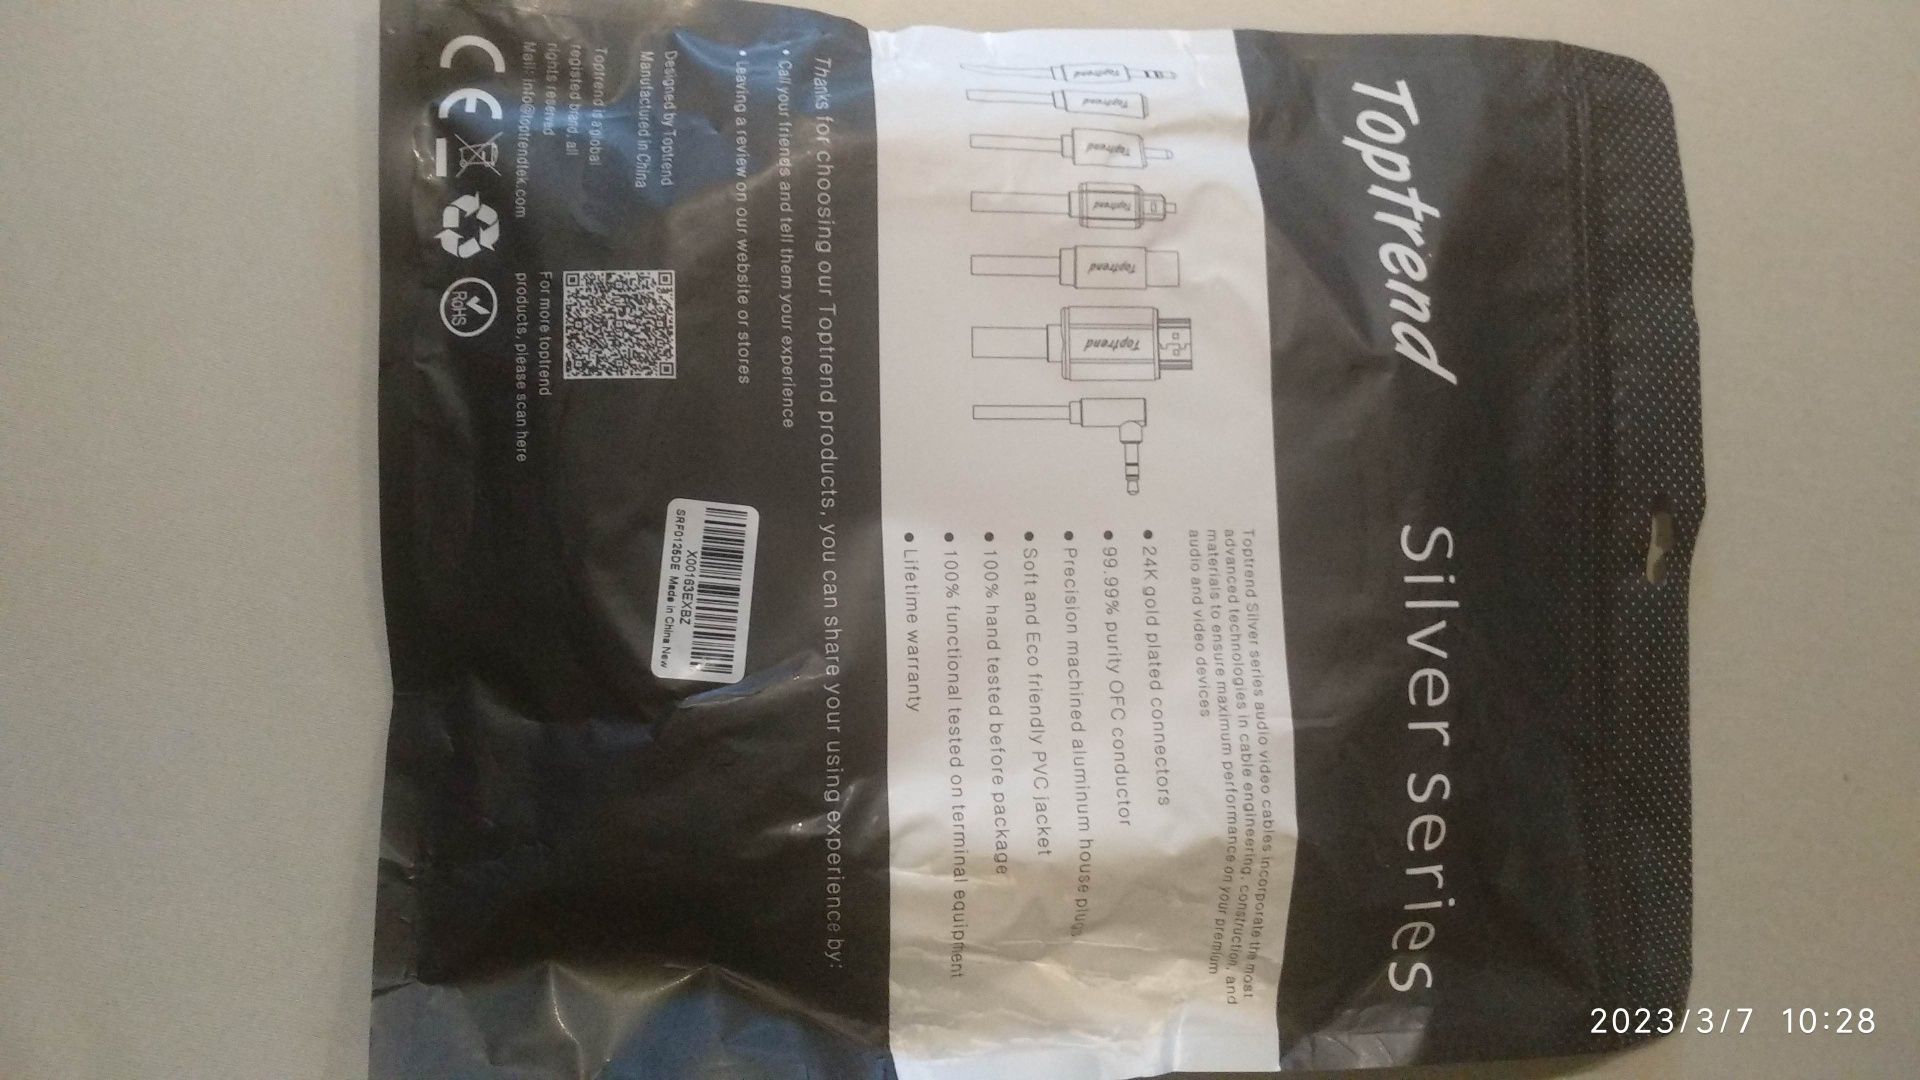 Toptrend
Silver series
Toptrend Silver series audio video cables incorporate the most
advanced technologies in cable engineering, construction, and
materials to ensure maximum performance on your premium
audio and video devices
Toptrend
Toptrend
Toptrend
Toptrend
Toptrend
Toptrend
• 24K gold plated connectors
• 99.99% purity OFC conductor
• Precision machined aluminum house plugs
• Soft and Eco friendly PVC jacket
• 100% hand tested before package
• 100% functional tested on terminal equipment
• Lifetime warranty
Thanks for choosing our Toptrend products, you can share your using experience by:
• Call your friends and tell them your experience
• Leaving a review on our website or stores
Designed by Toptrend
Manufactured in China
Toptrend is a global
registed brand, all
rights reserved
Mail: info@toptrendtek.com
For more toptrend
products, please scan here
X00163EXBZ
SRF0125DE Made in China New
CE
RoHS
2023/3/7 10:28